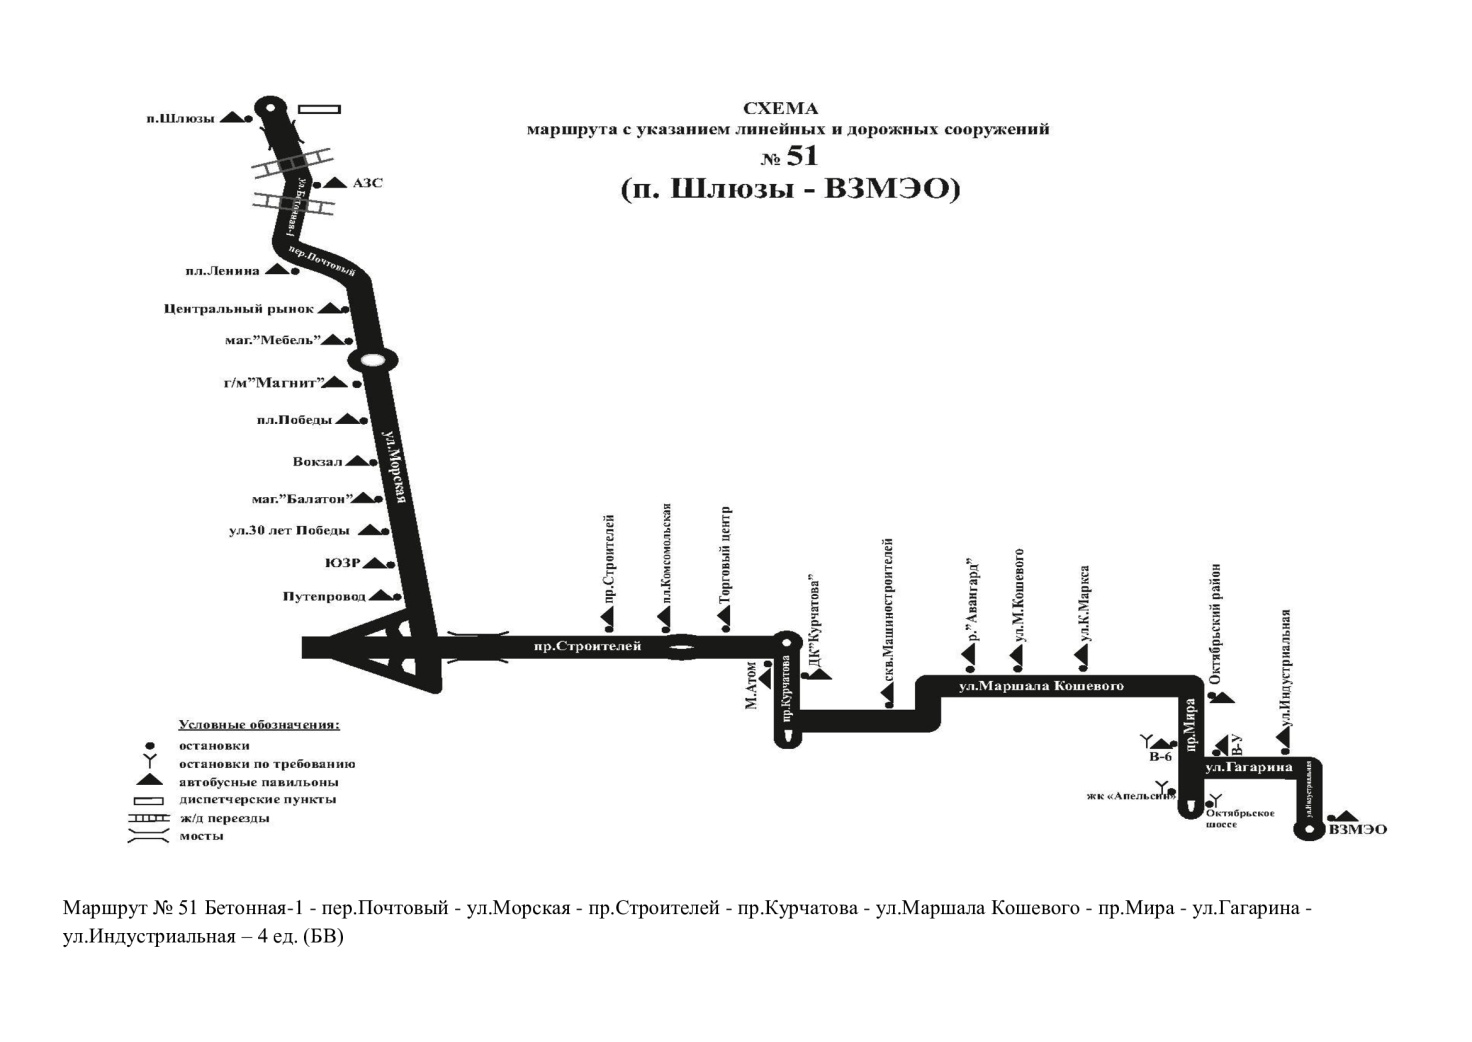 СХЕМА
маршрута с указанием линейных и дорожных сооружений
№ 51
(п. Шлюзы - ВЗМЭО)
п.Шлюзы
АЗС
ул.Бетонная-1
пер.Почтовый
пл.Ленина
Центральный рынок
маг.”Мебель”
г/м”Магнит”
пл.Победы
Вокзал
ул.Морская
маг.”Балатон”
ул.30 лет Победы
ЮЗР
Путепровод
пр.Строителей
пр.Строителей
пл.Комсомольская
Торговый центр
М.Атом
пр.Курчатова
ДК”Курчатова”
скв.Машиностроителей
р.”Авангард”
ул.М.Кошевого
ул.К.Маркса
ул.Маршала Кошевого
Октябрьский район
пр.Мира
В-6
В-У
ул.Индустриальная
ул.Гагарина
жк «Апельсин»
Октябрьское
шоссе
ул.Индустриальная
ВЗМЭО
Условные обозначения:
остановки
остановки по требованию
автобусные павильоны
диспетчерские пункты
ж/д переезды
мосты
Маршрут № 51 Бетонная-1 - пер.Почтовый - ул.Морская - пр.Строителей - пр.Курчатова - ул.Маршала Кошевого - пр.Мира - ул.Гагарина -
ул.Индустриальная – 4 ед. (БВ)